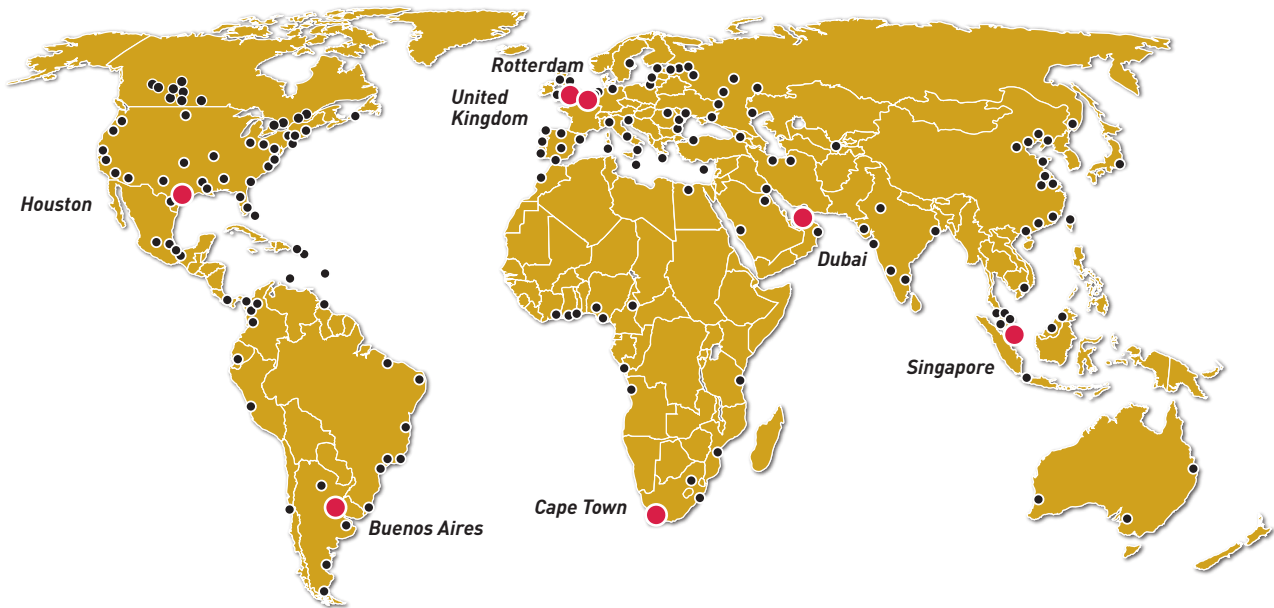 Rotterdam
United
Kingdom
Houston
Dubai
Singapore
Cape Town
Buenos Aires